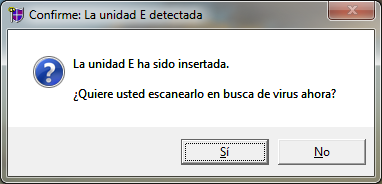 Confirme: La unidad E detectada
La unidad E ha sido insertada.
¿Quiere usted escanearlo en busca de virus ahora?
Sí
No